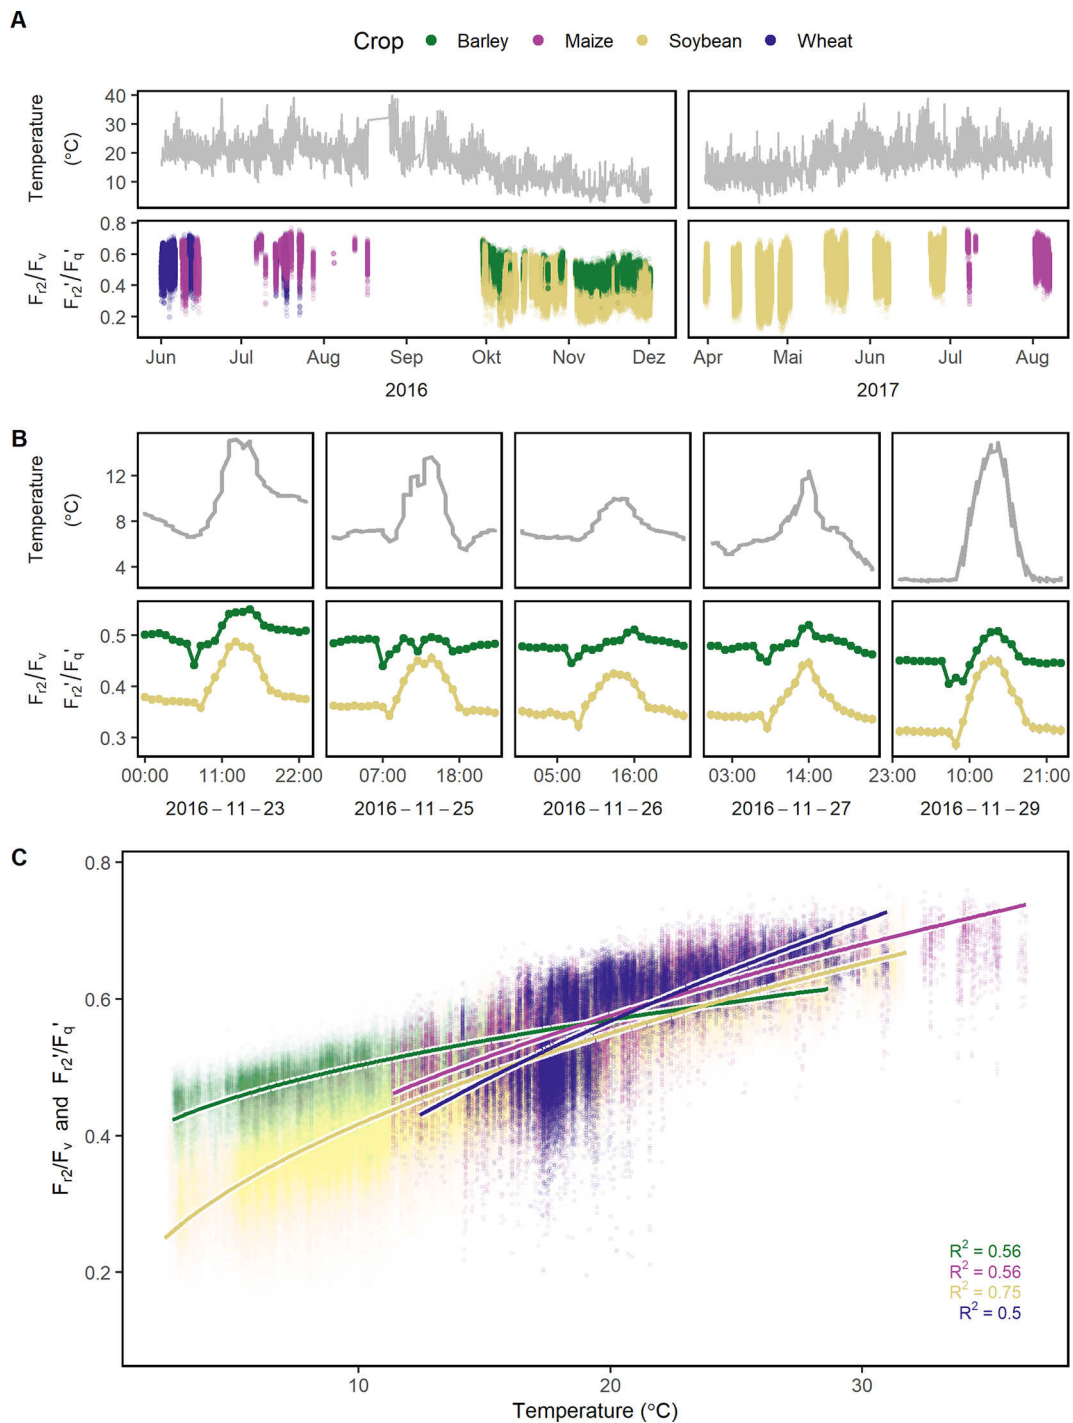 A
Crop Barley Maize Soybean Wheat
Temperature
(°C)
40
30
20
10
Fr2/Fv
Fr2'/Fq'
0.8
0.6
0.4
0.2
Jun Jul Aug Sep Okt Nov Dez Apr Mai Jun Jul Aug
2016 2017
B
Temperature
(°C)
12
8
4
Fr2/Fv
Fr2'/Fq'
0.5
0.4
0.3
00:00 11:00 22:00 07:00 18:00 05:00 16:00 03:00 14:00 23:00 10:00 21:00
2016 – 11 – 23 2016 – 11 – 25 2016 – 11 – 26 2016 – 11 – 27 2016 – 11 – 29
C
Fr2/Fv and Fr2'/Fq'
0.8
0.6
0.4
0.2
R² = 0.56
R² = 0.56
R² = 0.75
R² = 0.5
10 20 30
Temperature (°C)